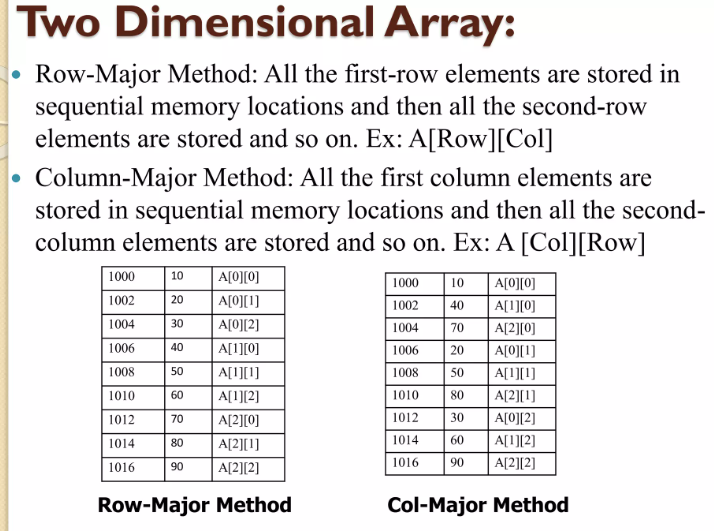 Two Dimensional Array:
Row-Major Method: All the first-row elements are stored in
sequential memory locations and then all the second-row
elements are stored and so on. Ex: A[Row][Col]
Column-Major Method: All the first column elements are
stored in sequential memory locations and then all the second-
column elements are stored and so on. Ex: A [Col][Row]
1000 10 A[0][0]
1002 20 A[0][1]
1004 30 A[0][2]
1006 40 A[1][0]
1008 50 A[1][1]
1010 60 A[1][2]
1012 70 A[2][0]
1014 80 A[2][1]
1016 90 A[2][2]
Row-Major Method
1000 10 A[0][0]
1002 40 A[1][0]
1004 70 A[2][0]
1006 20 A[0][1]
1008 50 A[1][1]
1010 80 A[2][1]
1012 30 A[0][2]
1014 60 A[1][2]
1016 90 A[2][2]
Col-Major Method